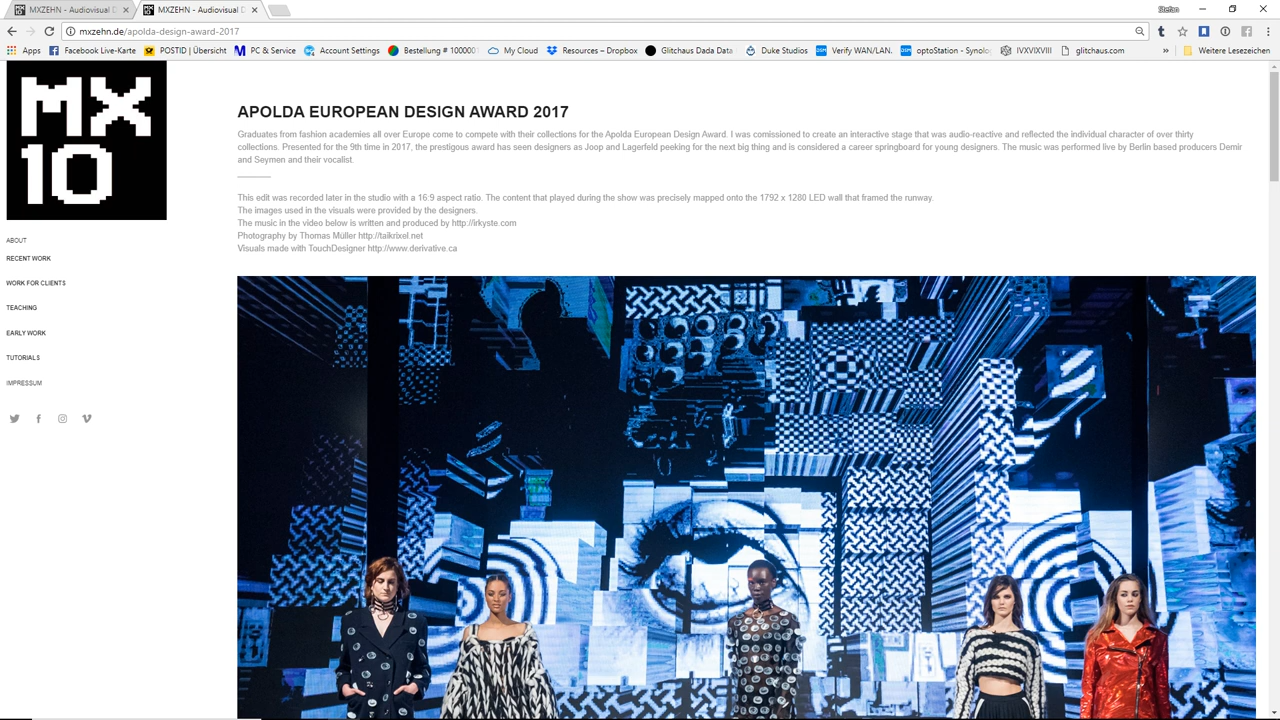 MXZEHN - Audiovisual D
MXZEHN - Audiovisual D
Stefan
mxzehn.de/apolda-design-award-2017
Apps
Facebook Live-Karte
POSTID | Übersicht
PC & Service
Account Settings
Bestellung # 100000
My Cloud
Resources – Dropbox
Glitchaus Daily Dada
Duke Studios
Verw. WAN/LAN.
optoStation - Synolog
IVXVIXVIII
glitchaus.com
»
Weitere Lesezeichen
MX
10
ABOUT
RECENT WORK
WORK FOR CLIENTS
TEACHING
EARLY WORK
TUTORIALS
IMPRESSUM
APOLDA EUROPEAN DESIGN AWARD 2017
Graduates from fashion academies all over Europe come to compete with their collections for the Apolda European Design Award. I was comissioned to create an interactive stage that was audio-reactive and reflected the individual character of over thirty
collections. Presented for the 9th time in 2017, the prestigious award has seen designers as Joop and Lagerfeld peeking for the next big thing and is considered a career springboard for young designers. The music was performed live by Berlin based producers Demir
and Seymen and their vocalist.
This edit was recorded later in the studio with a 16:9 aspect ratio. The content that played during the show was precisely mapped onto the 1792 x 1280 LED wall that framed the runway.
The images used in the visuals were provided by the designers.
The music in the video below is written and produced by http://irkyste.com
Photography by Thomas Müller http://taikrixel.net
Visuals made with TouchDesigner http://www.derivative.ca